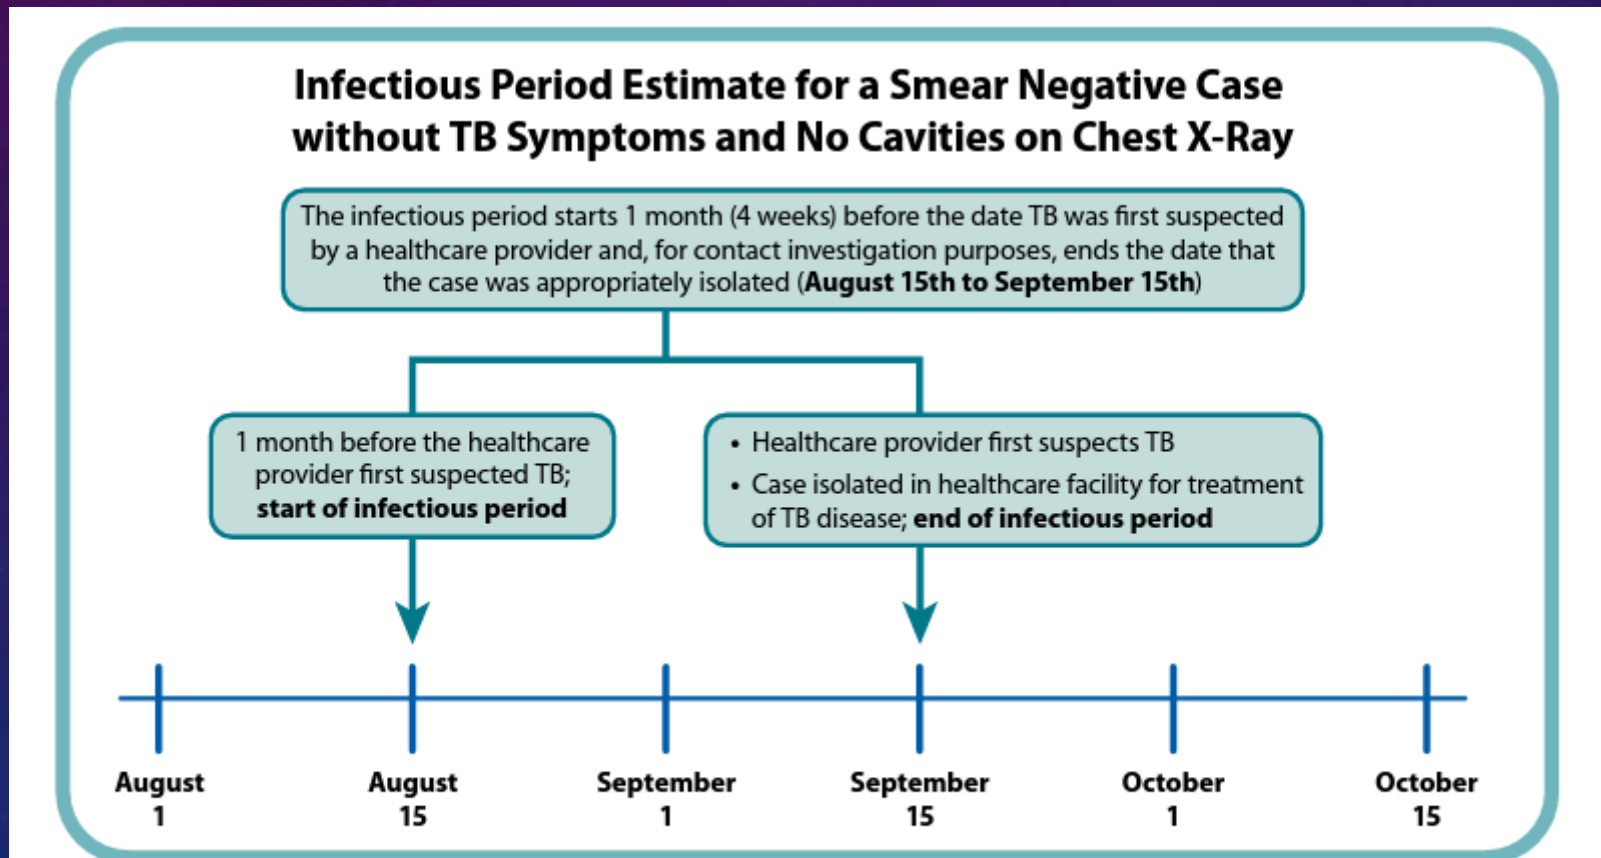 Infectious Period Estimate for a Smear Negative Case
without TB Symptoms and No Cavities on Chest X-Ray
The infectious period starts 1 month (4 weeks) before the date TB was first suspected
by a healthcare provider and, for contact investigation purposes, ends the date that
the case was appropriately isolated (August 15th to September 15th)
1 month before the healthcare
provider first suspected TB;
start of infectious period
• Healthcare provider first suspects TB
• Case isolated in healthcare facility for treatment
of TB disease; end of infectious period
August
1
August
15
September
1
September
15
October
1
October
15